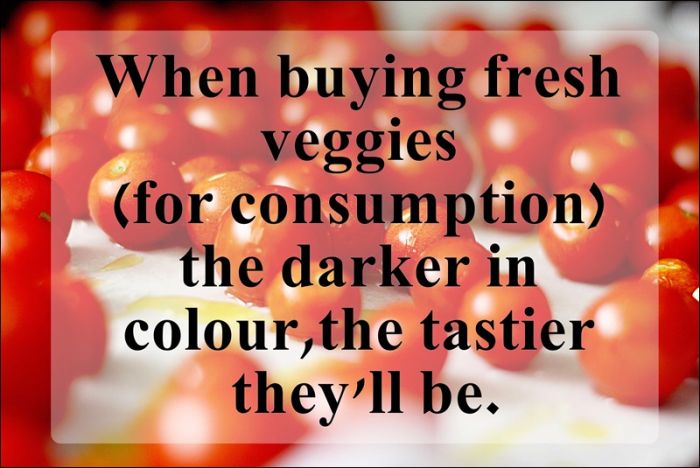 When buying fresh
veggies
(for consumption)
the darker in
colour,the tastier
they'll be.